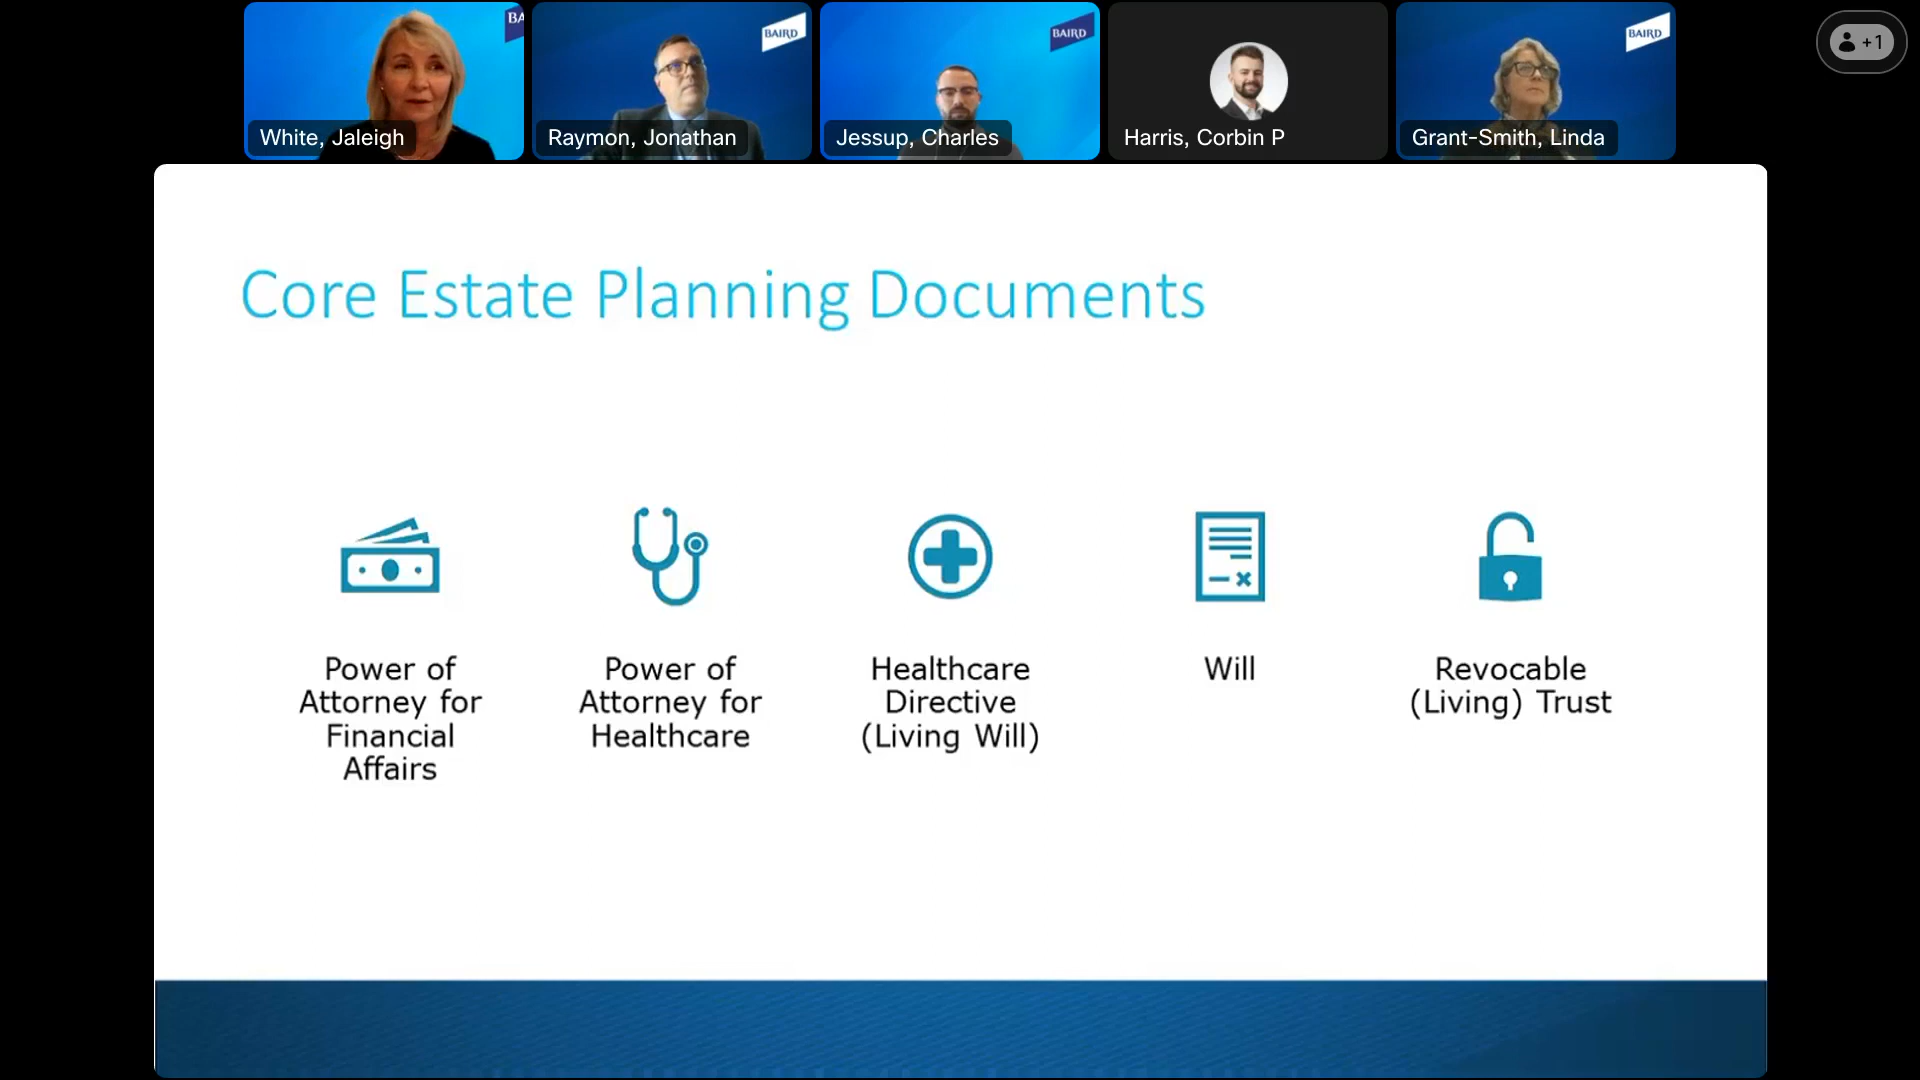 BA
BAIRD
BAIRD
BAIRD
+1
White, Jaleigh
Raymon, Jonathan
Jessup, Charles
Harris, Corbin P
Grant-Smith, Linda
Core Estate Planning Documents
Power of
Attorney for
Financial
Affairs
Power of
Attorney for
Healthcare
Healthcare
Directive
(Living Will)
Will
Revocable
(Living) Trust